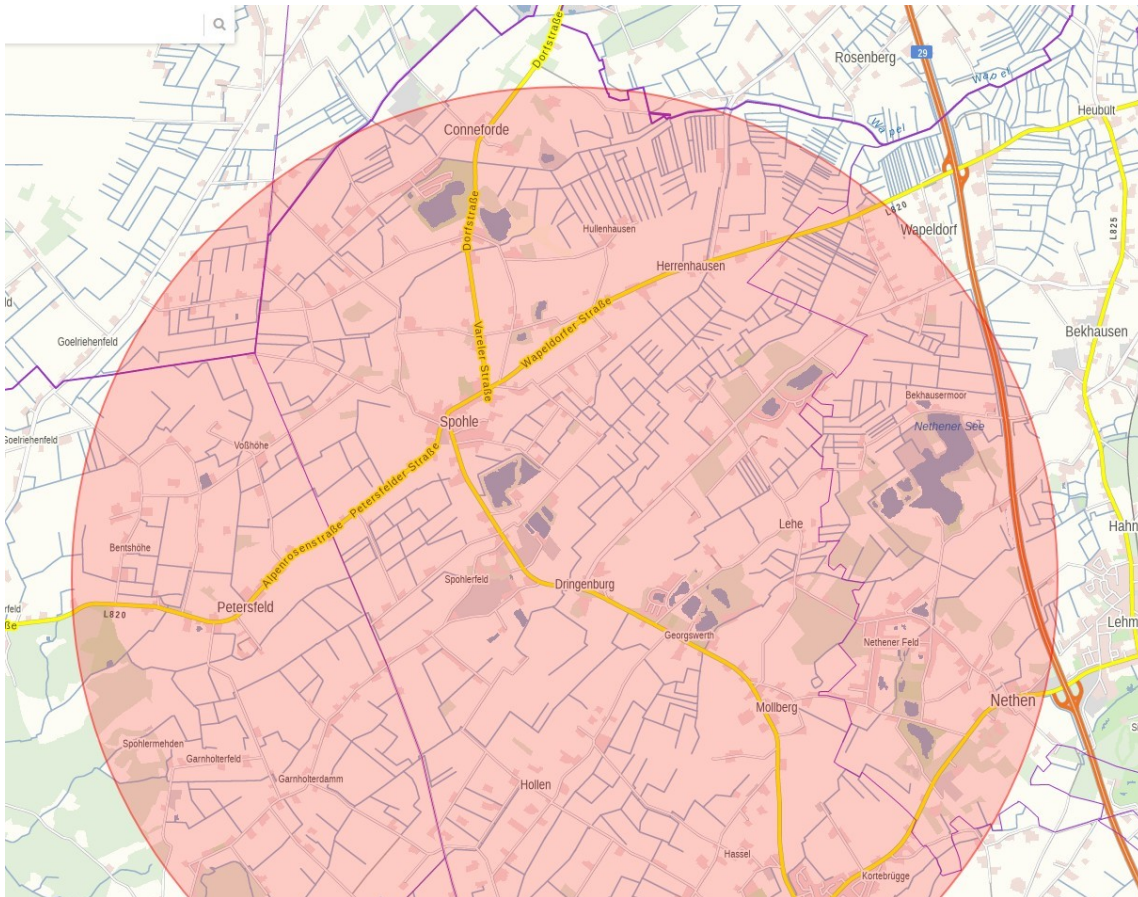 Dorfstraße
29
Rosenberg
Wapel
Heubült
Wapel
Conneforde
L820
L825
Dorfstraße
Hullenhausen
Wapeldorf
Herrenhausen
Vareler Straße
Wapeldorfer Straße
Bekhausen
Goelriehenfeld
Bekhausermoor
Spohle
Nethener See
Goelriehenfeld
Voßhöhe
Alpenrosenstraße
Petersfelder Straße
Lehe
Hahn
Bentshöhe
Spohlerfeld
Dringenburg
Petersfeld
L820
Lehm
Georgswerth
Nethener Feld
Nethen
Mollberg
Spohlermehden
Garnholterfeld
Garnholterdamm
Hollen
Hassel
Kortebrügge